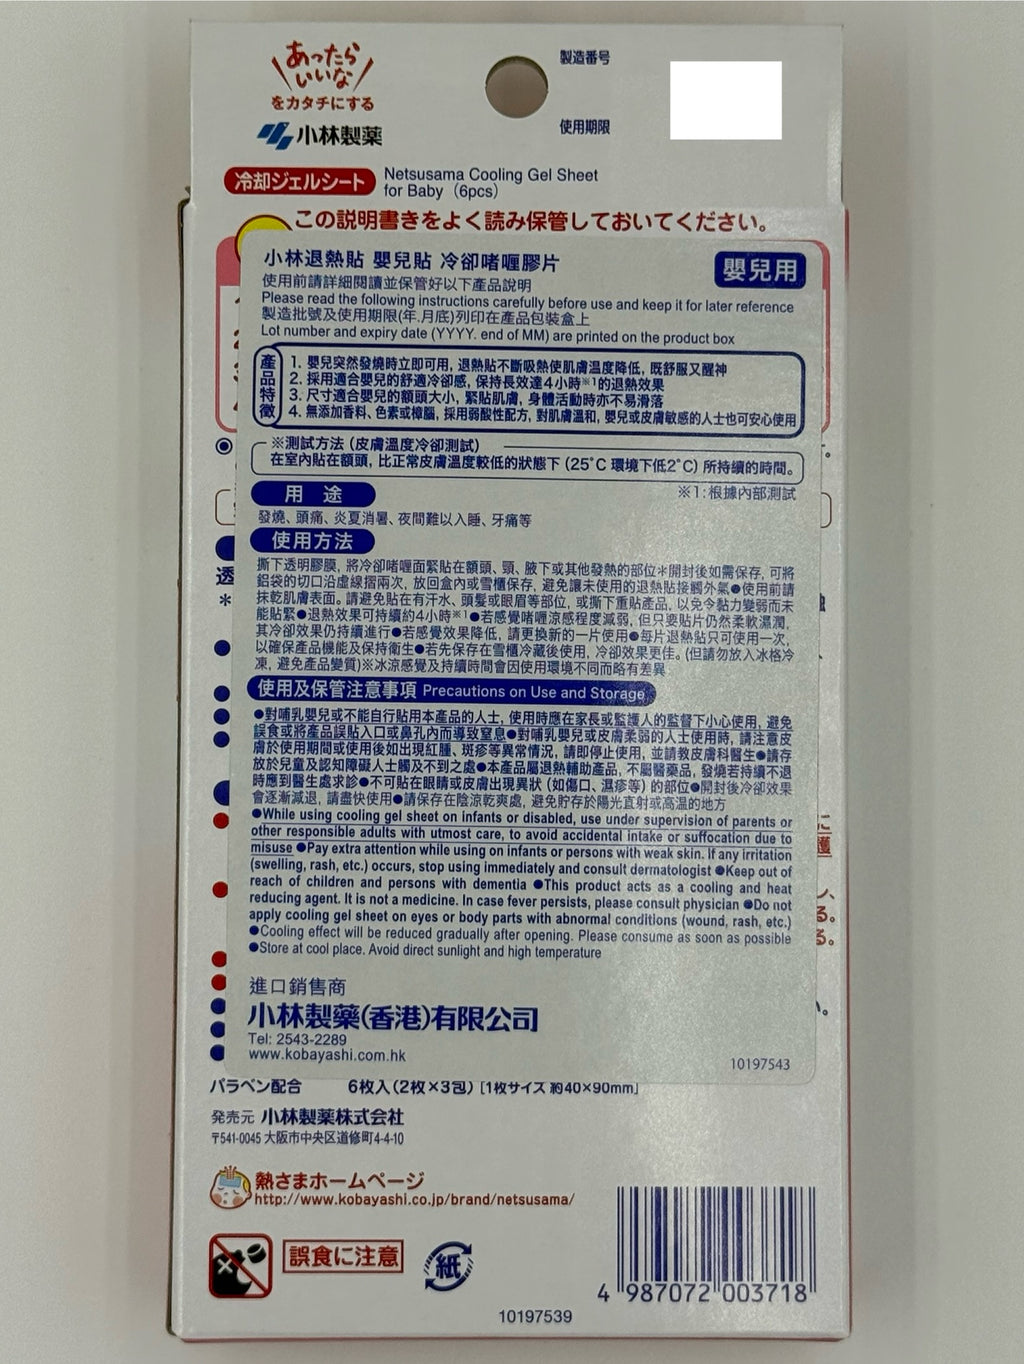 あったら
いいな
をカタチにする
小林製薬
製造番号
使用期限
冷却ジェルシート
Netsusama Cooling Gel Sheet
for Baby（6pcs）
この説明書きをよく読み保管しておいてください。
小林退熱貼 嬰兒貼 冷卻啫喱膠片
嬰兒用
使用前請詳細閱讀並保管好以下產品說明
Please read the following instructions carefully before use and keep it for later reference
製造批號及使用期限(年.月底)列印在產品包裝盒上
Lot number and expiry date (YYYY. end of MM) are printed on the product box
產品特徵
1. 嬰兒突然發燒時立即可用, 退熱貼不斷吸熱使肌膚温度降低, 既舒服又醒神
2. 採用適合嬰兒的舒適冷卻感, 保持長效達4小時※1的退熱效果
3. 尺寸適合嬰兒的額頭大小, 緊貼肌膚, 身體活動時亦不易滑落
4. 無添加香料、色素或樟腦, 採用弱酸性配方, 對肌膚溫和, 嬰兒或皮膚敏感的人士也可安心使用
※測試方法（皮膚溫度冷卻測試）
在室內貼在額頭, 比正常皮膚溫度較低的狀態下（25˚C 環境下低2˚C）所持續的時間。
用 途
※1:根據內部測試
發燒、頭痛、炎夏消暑、夜間難以入睡、牙痛等
使用方法
撕下透明膠膜, 將冷卻啫喱面緊貼在額頭、頸、腋下或其他發熱的部位＊開封後如需保存, 可將
鋁袋的切口沿虛線摺兩次, 放回盒內或雪櫃保存, 避免讓未使用的退熱貼接觸外氣●使用前請
抹乾肌膚表面。請避免貼在有汗水、頭髮或眼眉等部位, 或撕下重貼產品, 以免令黏力變弱而未
能貼緊●退熱效果可持續約4小時※1●若感覺啫喱涼感程度減弱, 但只要貼片仍然柔軟濕潤,
其冷卻效果仍持續進行●若感覺效果降低, 請更換新的一片使用●每片退熱貼只可使用一次,
以確保產品機能及保持衛生●若先保存在雪櫃冷藏後使用, 冷卻效果更佳。(但請勿放入冰格冷
凍, 避免產品變質)※冰涼感覺及持續時間會因使用環境不同而略有差異
使用及保管注意事項 Precautions on Use and Storage
●對哺乳嬰兒或不能自行貼用本產品的人士, 使用時應在家長或監護人的監督下小心使用, 避免
誤食或將產品誤貼入口或鼻孔內而導致窒息●對哺乳嬰兒或皮膚柔弱的人士使用時, 請注意皮
膚於使用期間或使用後如出現紅腫、斑疹等異常情況, 請即停止使用, 並請教皮膚科醫生●請存
放於兒童及認知障礙人士觸及不到之處●本產品屬退熱輔助產品, 不屬醫藥品, 發燒若持續不退
時應到醫生處求診●不可貼在眼睛或皮膚出現異狀（如傷口、濕疹等）的部位●開封後冷卻效果
會逐漸減退, 請盡快使用●請保存在陰涼乾爽處, 避免貯存於陽光直射或高温的地方
●While using cooling gel sheet on infants or disabled, use under supervision of parents or
other responsible adults with utmost care, to avoid accidental intake or suffocation due to
misuse ●Pay extra attention while using on infants or persons with weak skin. If any irritation
(swelling, rash, etc.) occurs, stop using immediately and consult dermatologist ●Keep out of
reach of children and persons with dementia ●This product acts as a cooling and heat
reducing agent. It is not a medicine. In case fever persists, please consult physician ●Do not
apply cooling gel sheet on eyes or body parts with abnormal conditions (wound, rash, etc.)
●Cooling effect will be reduced gradually after opening. Please consume as soon as possible
●Store at cool place. Avoid direct sunlight and high temperature
進口銷售商
小林製藥(香港)有限公司
Tel: 2543-2289
www.kobayashi.com.hk
10197543
パラベン配合 6枚入(2枚×3包) [1枚サイズ 約40×90mm]
発売元 小林製薬株式会社
〒541-0045 大阪市中央区道修町4-4-10
熱さまホームページ
http://www.kobayashi.co.jp/brand/netsusama/
誤食に注意
紙
4 987072 003718
10197539